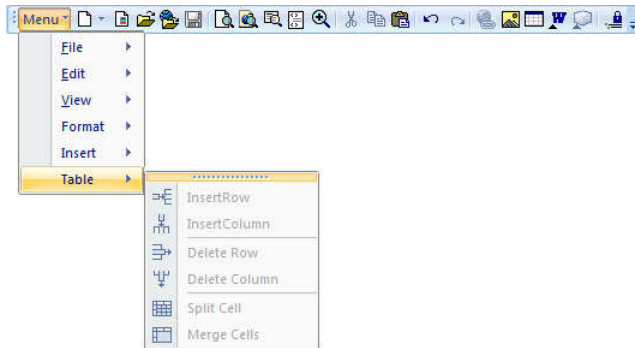 Menu
File
Edit
View
Format
Insert
Table
InsertRow
InsertColumn
Delete Row
Delete Column
Split Cell
Merge Cells